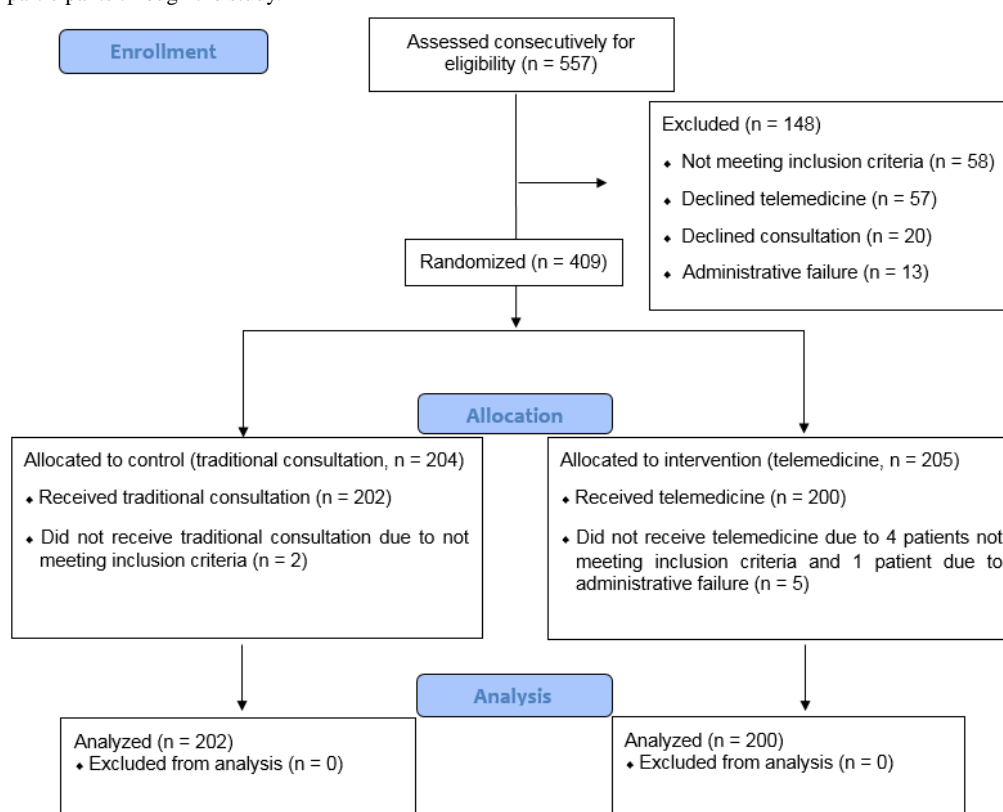 participants through the study.
Enrollment
Assessed consecutively for
eligibility (n = 557)
Excluded (n = 148)
⬥ Not meeting inclusion criteria (n = 58)
⬥ Declined telemedicine (n = 57)
⬥ Declined consultation (n = 20)
⬥ Administrative failure (n = 13)
Randomized (n = 409)
Allocation
Allocated to control (traditional consultation, n = 204)
⬥ Received traditional consultation (n = 202)
⬥ Did not receive traditional consultation due to not
meeting inclusion criteria (n = 2)
Allocated to intervention (telemedicine, n = 205)
⬥ Received telemedicine (n = 200)
⬥ Did not receive telemedicine due to 4 patients not
meeting inclusion criteria and 1 patient due to
administrative failure (n = 5)
Analysis
Analyzed (n = 202)
⬥ Excluded from analysis (n = 0)
Analyzed (n = 200)
⬥ Excluded from analysis (n = 0)